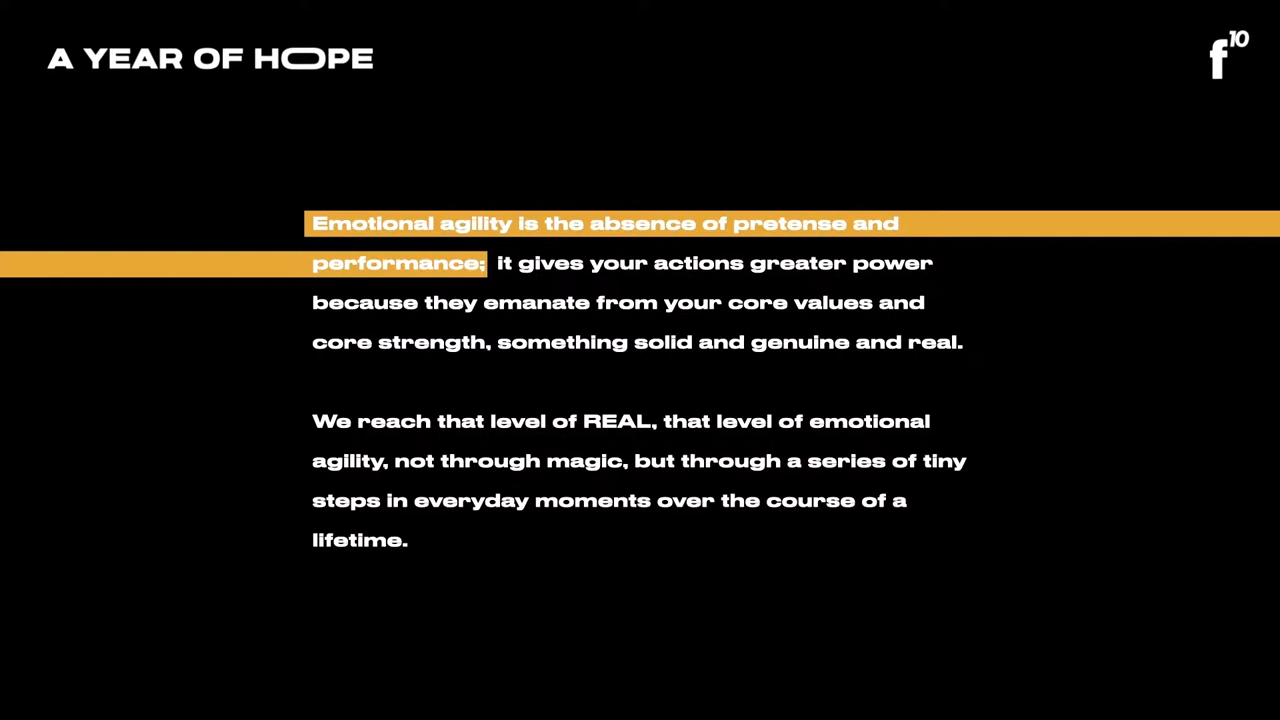 A YEAR OF HOPE
f10
Emotional agility is the absence of pretense and
performance; it gives your actions greater power
because they emanate from your core values and
core strength, something solid and genuine and real.
We reach that level of REAL, that level of emotional
agility, not through magic, but through a series of tiny
steps in everyday moments over the course of a
lifetime.